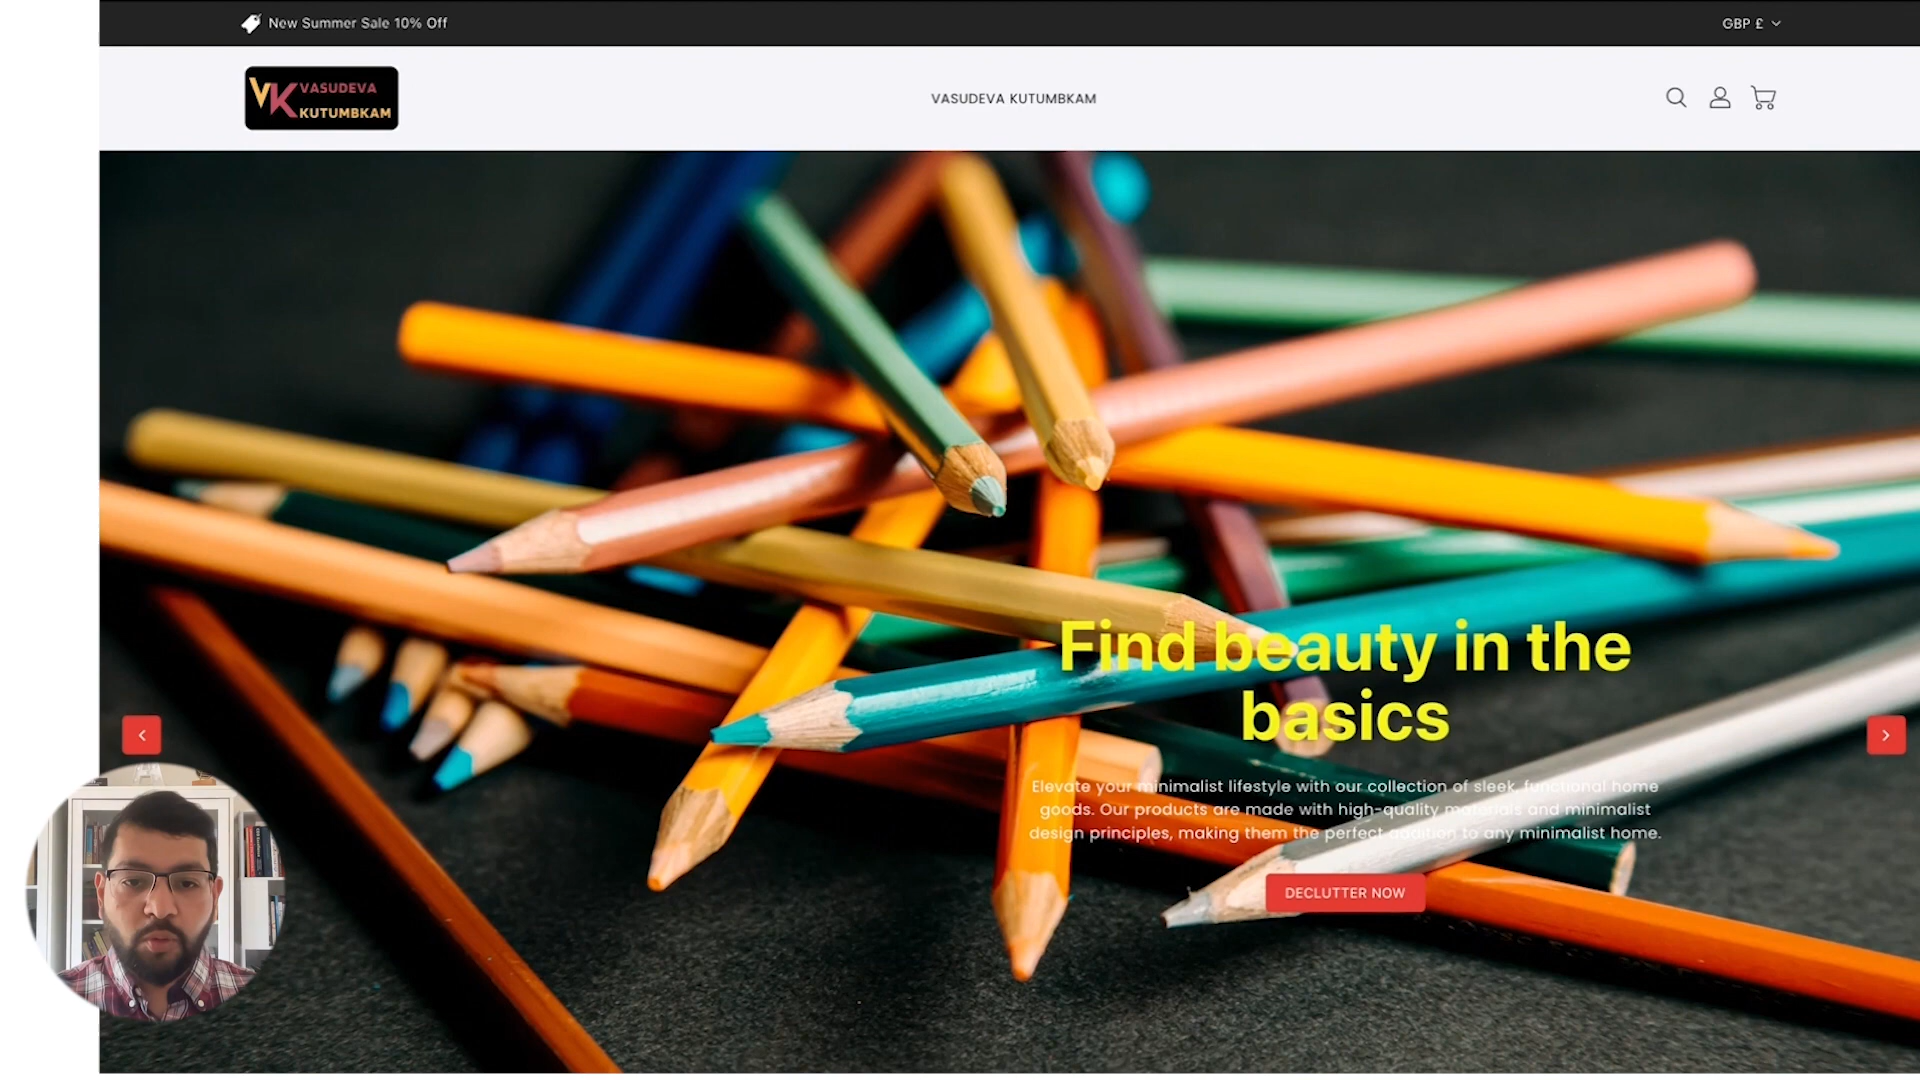 New Summer Sale 10% Off
GBP £
VASUDEVA
KUTUMBKAM
VK
VASUDEVA KUTUMBKAM
Find beauty in the
basics
Elevate your minimalist lifestyle with our collection of sleek, functional home
goods. Our products are made with high-quality materials and minimalist
design principles, making them the perfect addition to any minimalist home.
DECLUTTER NOW